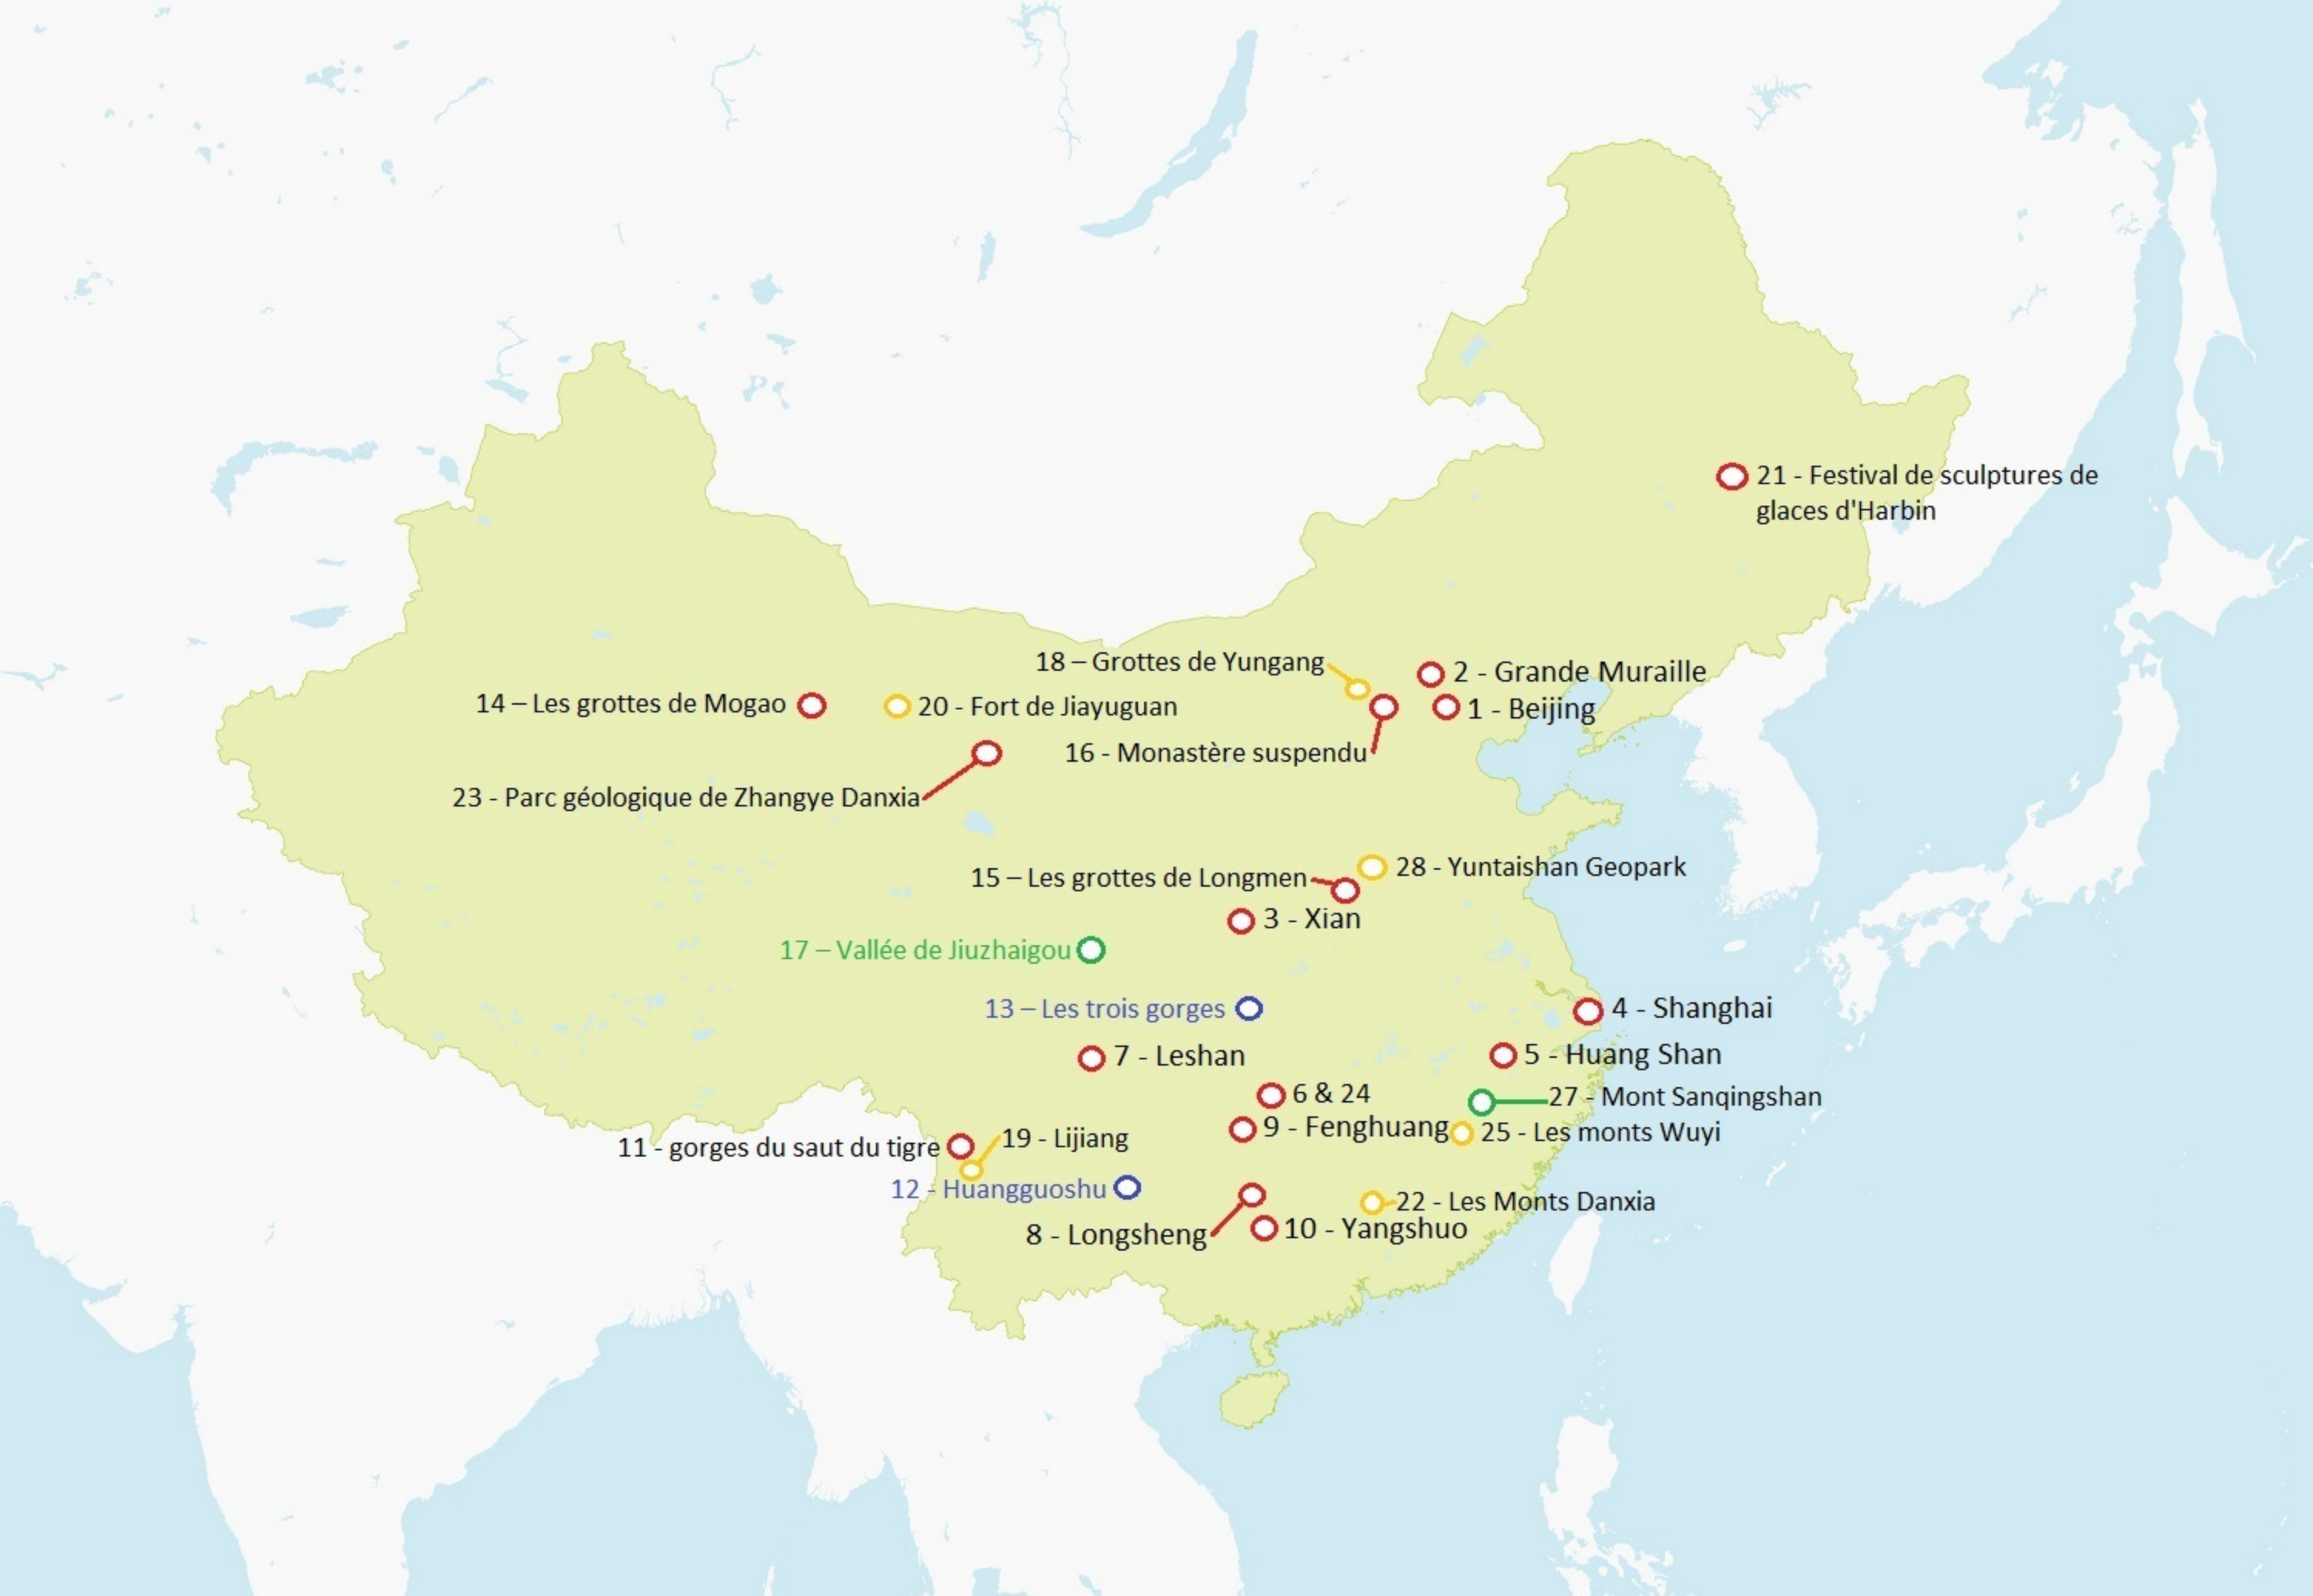 21 - Festival de sculptures de
glaces d'Harbin
18 – Grottes de Yungang
2 - Grande Muraille
14 – Les grottes de Mogao
20 - Fort de Jiayuguan
1 - Beijing
16 - Monastère suspendu
23 - Parc géologique de Zhangye Danxia
28 - Yuntaishan Geopark
15 – Les grottes de Longmen
3 - Xian
17 – Vallée de Jiuzhaigou
13 – Les trois gorges
4 - Shanghai
7 - Leshan
5 - Huang Shan
6 & 24
27 - Mont Sanqingshan
9 - Fenghuang
25 - Les monts Wuyi
11 - gorges du saut du tigre
19 - Lijiang
12 - Huangguoshu
22 - Les Monts Danxia
8 - Longsheng
10 - Yangshuo